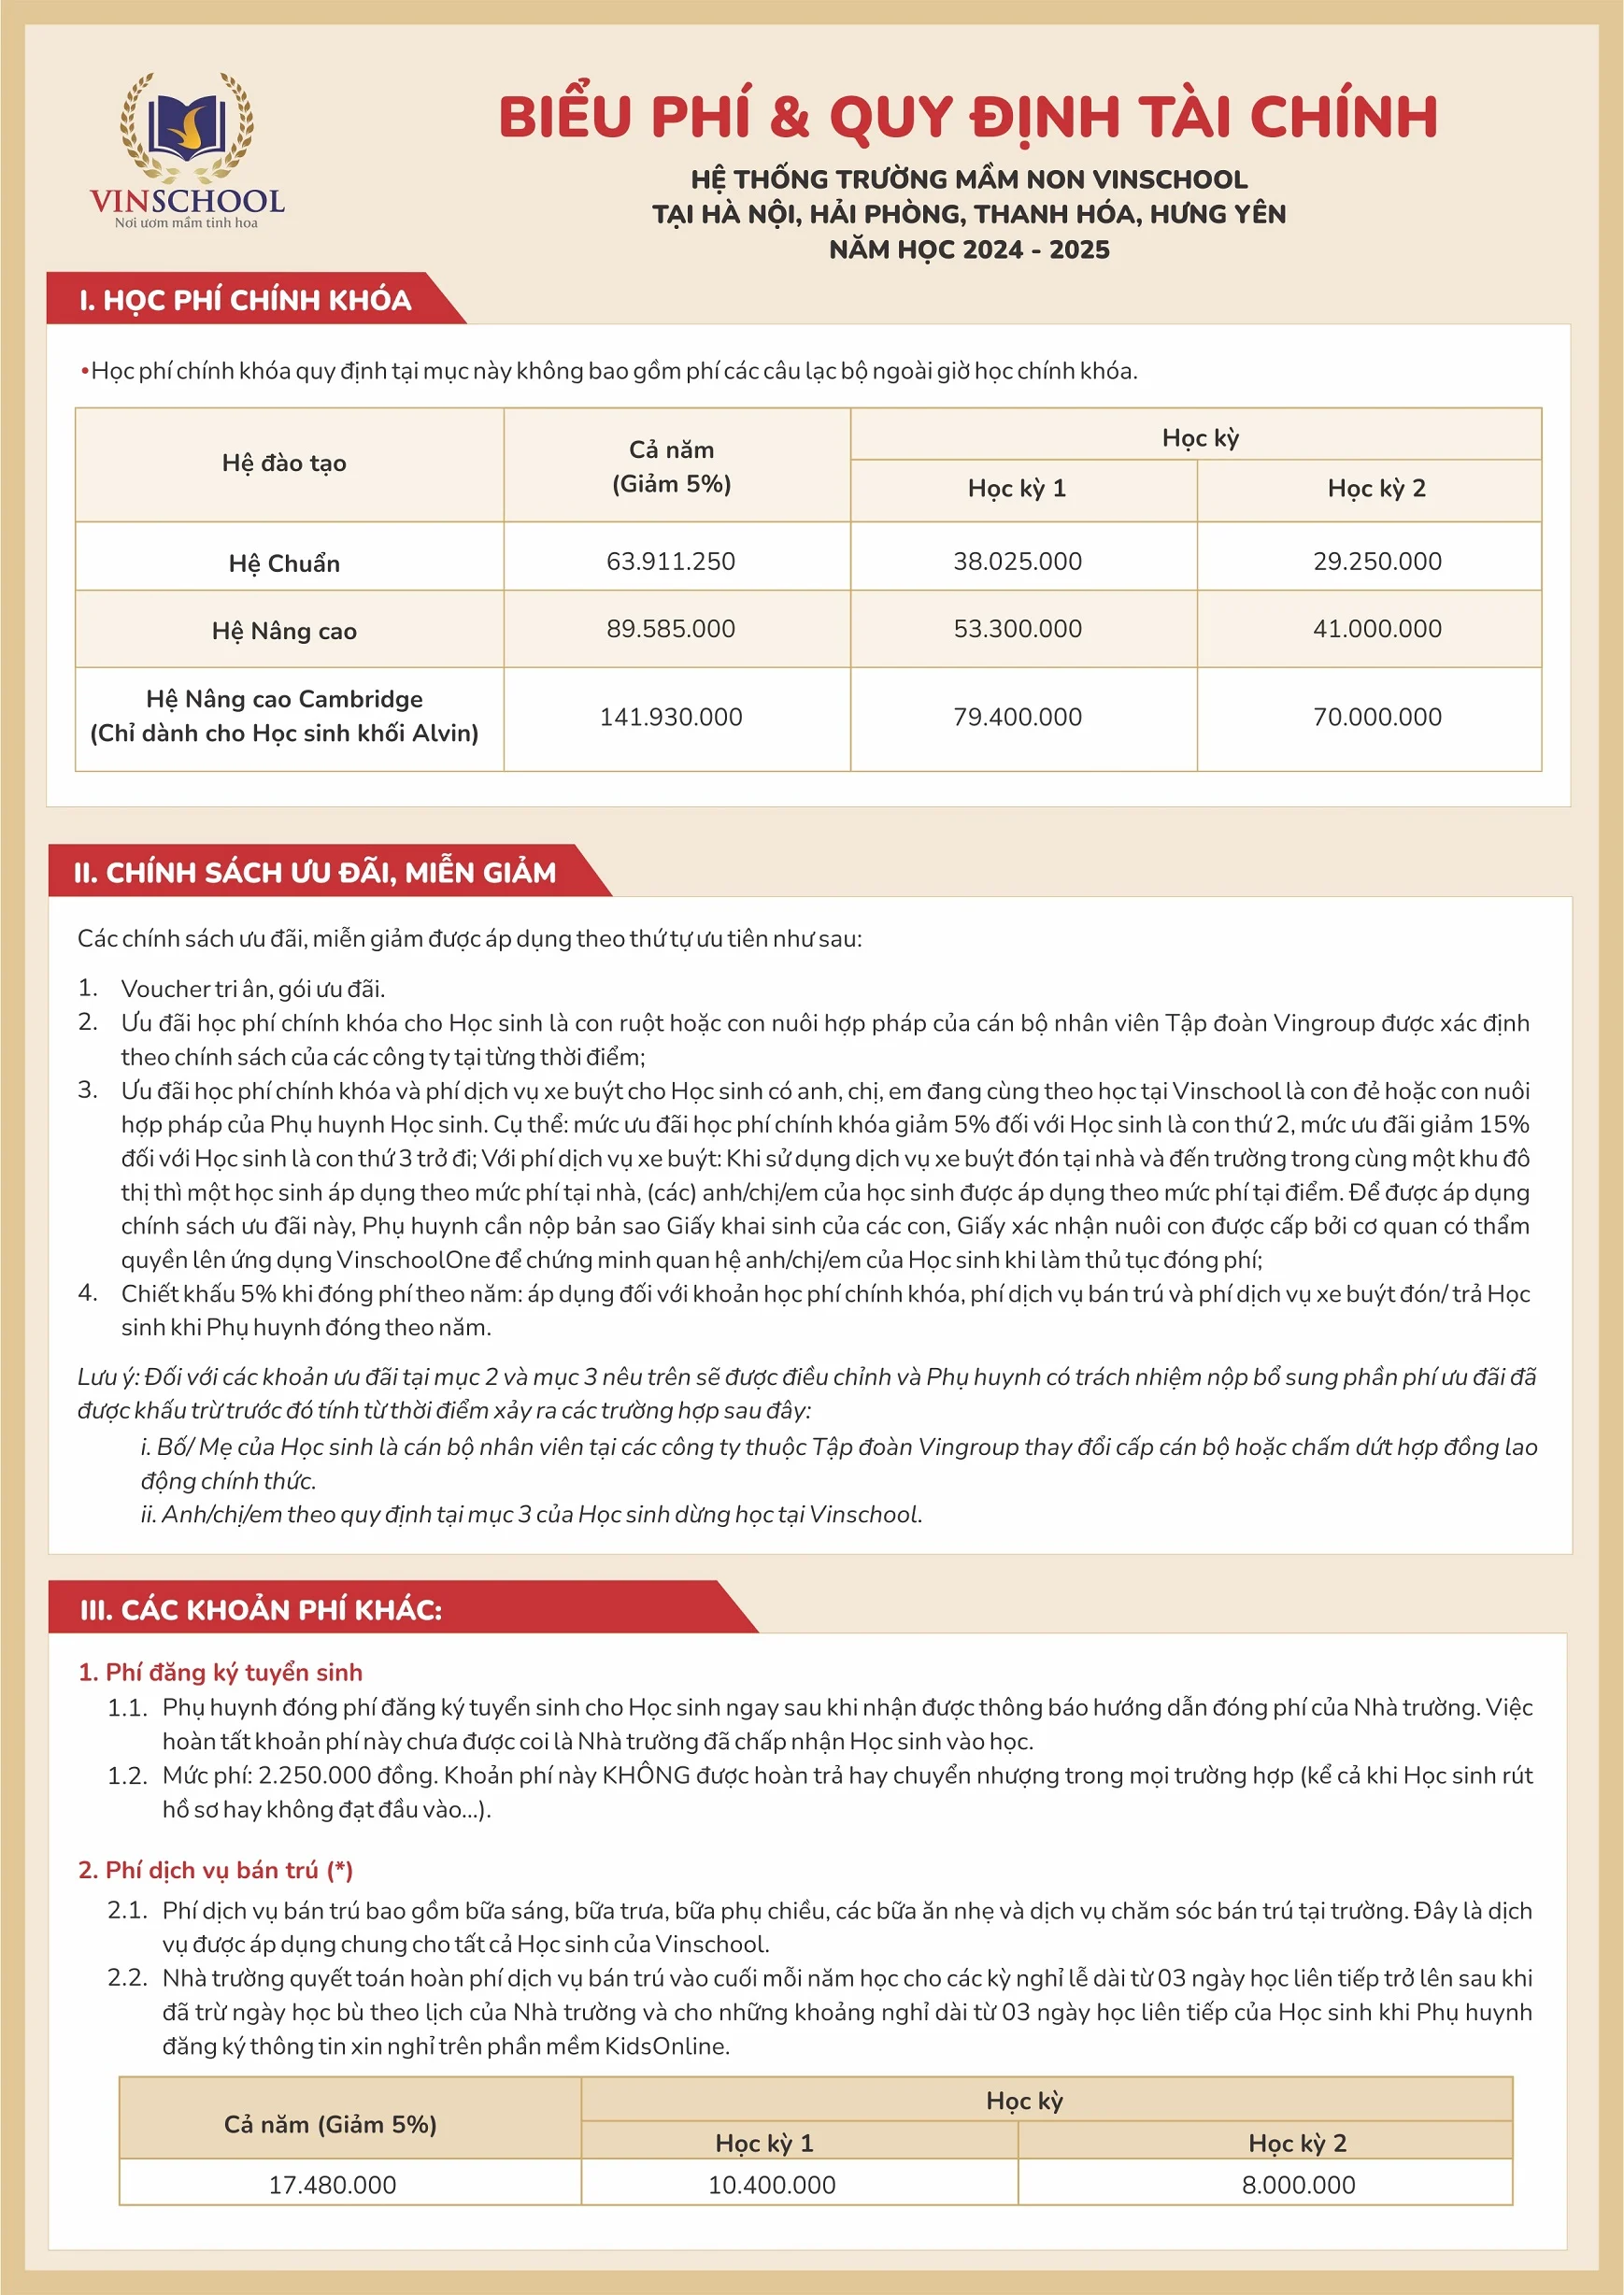 VINSCHOOL
Nơi ươm mầm tinh hoa
BIỂU PHÍ & QUY ĐỊNH TÀI CHÍNH
HỆ THỐNG TRƯỜNG MẦM NON VINSCHOOL
TẠI HÀ NỘI, HẢI PHÒNG, THANH HÓA, HƯNG YÊN
NĂM HỌC 2024 - 2025
I. HỌC PHÍ CHÍNH KHÓA
•Học phí chính khóa quy định tại mục này không bao gồm phí các câu lạc bộ ngoài giờ học chính khóa.
Hệ đào tạo
Cả năm
(Giảm 5%)
Học kỳ
Học kỳ 1
Học kỳ 2
Hệ Chuẩn 63.911.250 38.025.000 29.250.000
Hệ Nâng cao 89.585.000 53.300.000 41.000.000
Hệ Nâng cao Cambridge
(Chỉ dành cho Học sinh khối Alvin)
141.930.000 79.400.000 70.000.000
II. CHÍNH SÁCH ƯU ĐÃI, MIỄN GIẢM
Các chính sách ưu đãi, miễn giảm được áp dụng theo thứ tự ưu tiên như sau:
1. Voucher tri ân, gói ưu đãi.
2. Ưu đãi học phí chính khóa cho Học sinh là con ruột hoặc con nuôi hợp pháp của cán bộ nhân viên Tập đoàn Vingroup được xác định
theo chính sách của các công ty tại từng thời điểm;
3. Ưu đãi học phí chính khóa và phí dịch vụ xe buýt cho Học sinh có anh, chị, em đang cùng theo học tại Vinschool là con đẻ hoặc con nuôi
hợp pháp của Phụ huynh Học sinh. Cụ thể: mức ưu đãi học phí chính khóa giảm 5% đối với Học sinh là con thứ 2, mức ưu đãi giảm 15%
đối với Học sinh là con thứ 3 trở đi; Với phí dịch vụ xe buýt: Khi sử dụng dịch vụ xe buýt đón tại nhà và đến trường trong cùng một khu đô
thị thì một học sinh áp dụng theo mức phí tại nhà, (các) anh/chị/em của học sinh được áp dụng theo mức phí tại điểm. Để được áp dụng
chính sách ưu đãi này, Phụ huynh cần nộp bản sao Giấy khai sinh của các con, Giấy xác nhận nuôi con được cấp bởi cơ quan có thẩm
quyền lên ứng dụng VinschoolOne để chứng minh quan hệ anh/chị/em của Học sinh khi làm thủ tục đóng phí;
4. Chiết khấu 5% khi đóng phí theo năm: áp dụng đối với khoản học phí chính khóa, phí dịch vụ bán trú và phí dịch vụ xe buýt đón/ trả Học
sinh khi Phụ huynh đóng theo năm.
Lưu ý: Đối với các khoản ưu đãi tại mục 2 và mục 3 nêu trên sẽ được điều chỉnh và Phụ huynh có trách nhiệm nộp bổ sung phần phí ưu đãi đã
được khấu trừ trước đó tính từ thời điểm xảy ra các trường hợp sau đây:
i. Bố/ Mẹ của Học sinh là cán bộ nhân viên tại các công ty thuộc Tập đoàn Vingroup thay đổi cấp cán bộ hoặc chấm dứt hợp đồng lao
động chính thức.
ii. Anh/chị/em theo quy định tại mục 3 của Học sinh dừng học tại Vinschool.
III. CÁC KHOẢN PHÍ KHÁC:
1. Phí đăng ký tuyển sinh
1.1. Phụ huynh đóng phí đăng ký tuyển sinh cho Học sinh ngay sau khi nhận được thông báo hướng dẫn đóng phí của Nhà trường. Việc
hoàn tất khoản phí này chưa được coi là Nhà trường đã chấp nhận Học sinh vào học.
1.2. Mức phí: 2.250.000 đồng. Khoản phí này KHÔNG được hoàn trả hay chuyển nhượng trong mọi trường hợp (kể cả khi Học sinh rút
hồ sơ hay không đạt đầu vào...).
2. Phí dịch vụ bán trú (*)
2.1. Phí dịch vụ bán trú bao gồm bữa sáng, bữa trưa, bữa phụ chiều, các bữa ăn nhẹ và dịch vụ chăm sóc bán trú tại trường. Đây là dịch
vụ được áp dụng chung cho tất cả Học sinh của Vinschool.
2.2. Nhà trường quyết toán hoàn phí dịch vụ bán trú vào cuối mỗi năm học cho các kỳ nghỉ lễ dài từ 03 ngày học liên tiếp trở lên sau khi
đã trừ ngày học bù theo lịch của Nhà trường và cho những khoảng nghỉ dài từ 03 ngày học liên tiếp của Học sinh khi Phụ huynh
đăng ký thông tin xin nghỉ trên phần mềm KidsOnline.
Cả năm (Giảm 5%)
Học kỳ
Học kỳ 1
Học kỳ 2
17.480.000 10.400.000 8.000.000